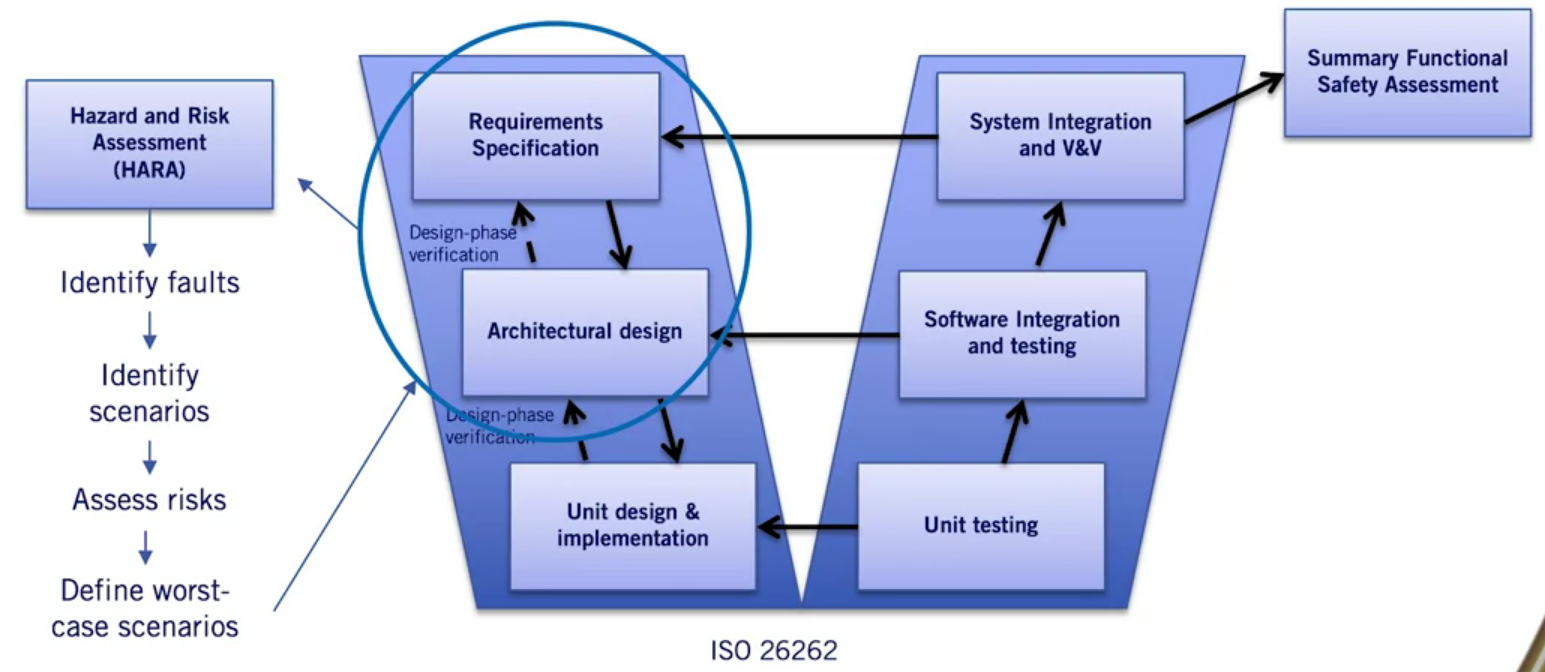 Hazard and Risk
Assessment
(HARA)
Identify faults
Identify
scenarios
Assess risks
Define worst-
case scenarios
Requirements
Specification
Design-phase
verification
Architectural design
Design-phase
verification
Unit design &
implementation
System Integration
and V&V
Software Integration
and testing
Unit testing
Summary Functional
Safety Assessment
ISO 26262